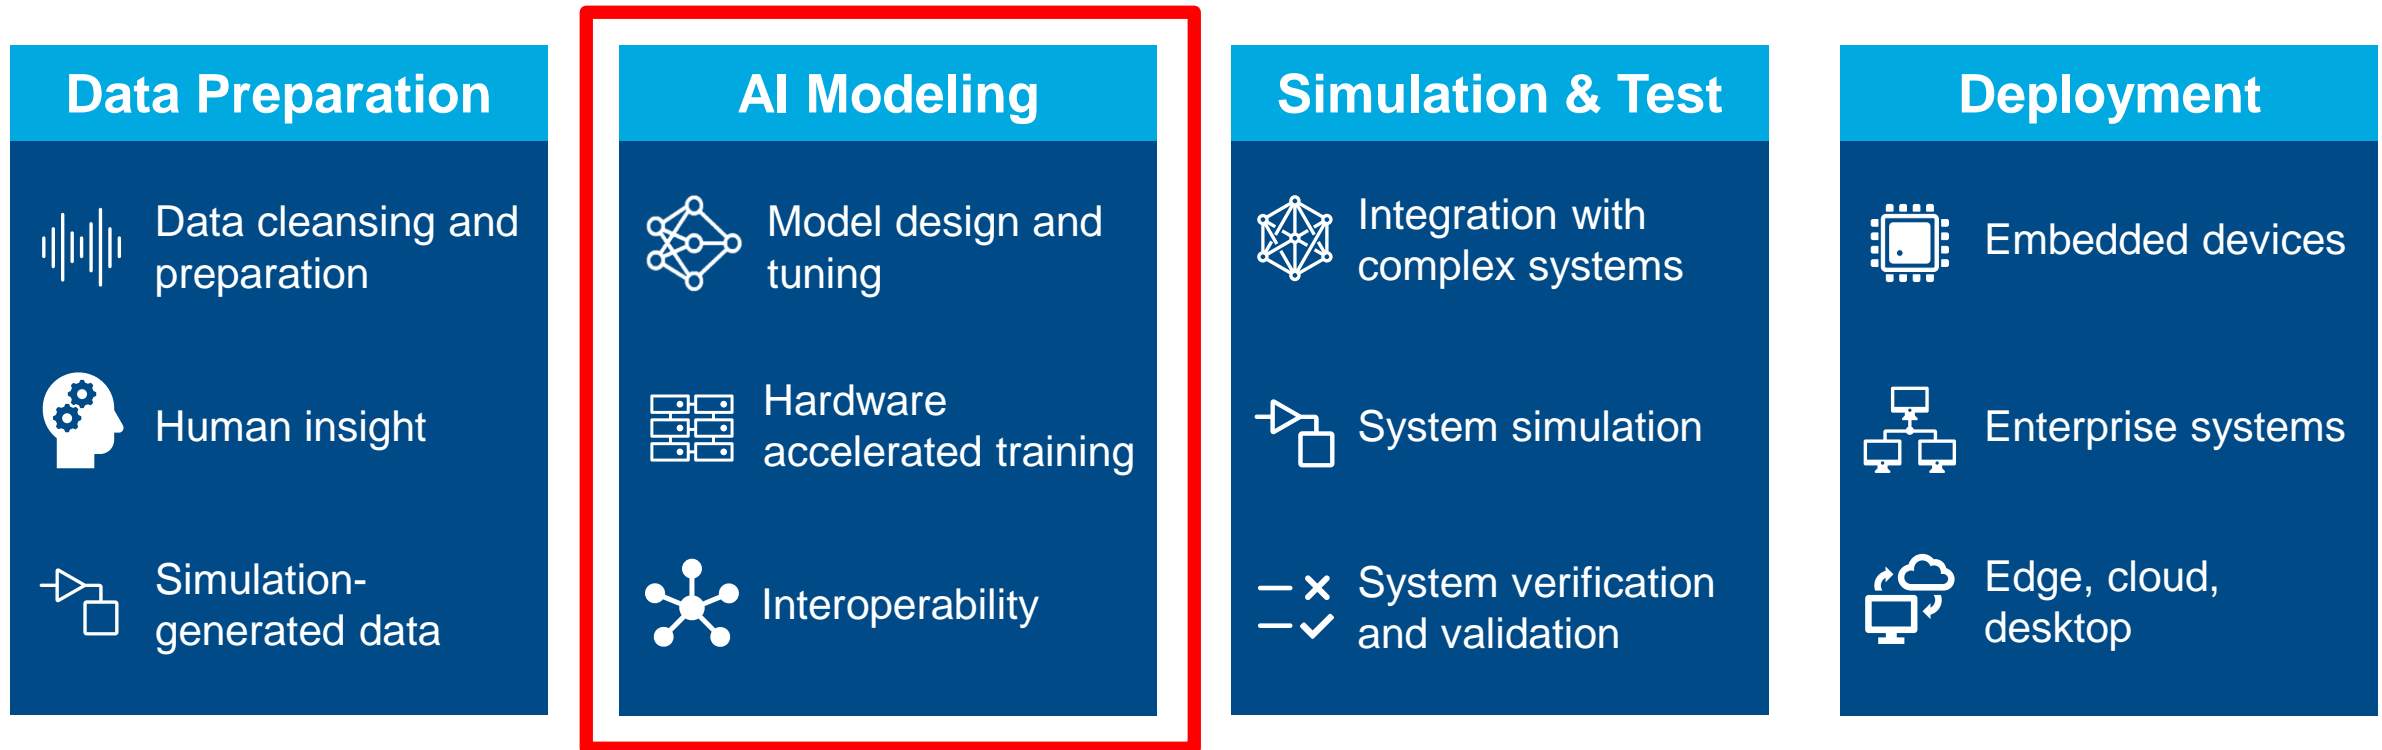 Data Preparation
Data cleansing and
preparation
Human insight
Simulation-
generated data
AI Modeling
Model design and
tuning
Hardware
accelerated training
Interoperability
Simulation & Test
Integration with
complex systems
System simulation
System verification
and validation
Deployment
Embedded devices
Enterprise systems
Edge, cloud,
desktop